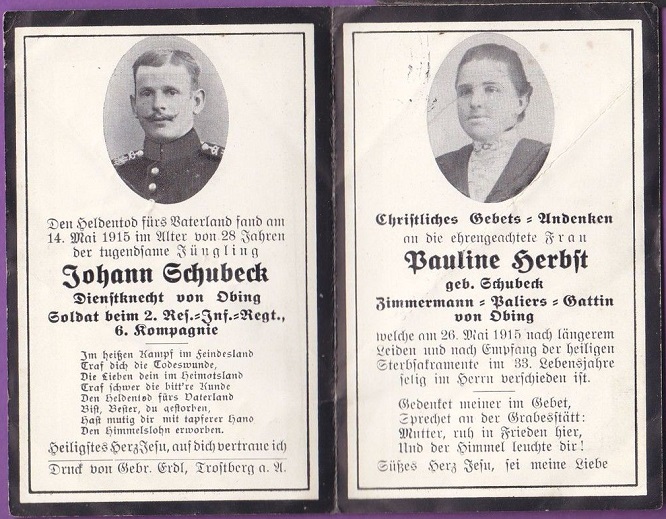 Den Heldentod fürs Vaterland fand am
14. Mai 1915 im Alter von 28 Jahren
der tugendsame Jüngling
Johann Schubeck
Dienstknecht von Obing
Soldat beim 2. Res.=Inf.=Regt.,
6. Kompagnie
Im heißen Kampf im Feindesland
Traf dich die Todeswunde,
Die Lieben dein im Heimatsland
Traf schwer die bitt're Kunde
Den Heldentod fürs Vaterland
Bist, Bester, du gestorben,
Hast mutig dir mit tapferer Hand
Den Himmelslohn erworben.
Heiligstes Herz Jesu, auf dich vertraue ich
Druck von Gebr. Erdl, Trostberg a. A.
Christliches Gebets=Andenken
an die ehrengeachtete Frau
Pauline Herbst
geb. Schubeck
Zimmermann=Paliers=Gattin
von Obing
welche am 26. Mai 1915 nach längerem
Leiden und nach Empfang der heiligen
Sterbsakramente im 33. Lebensjahre
selig im Herrn verschieden ist.
Gedenket meiner im Gebet,
Sprechet an der Grabesstätt:
Mutter, ruh in Frieden hier,
Und der Himmel leuchte dir!
Süßes Herz Jesu, sei meine Liebe